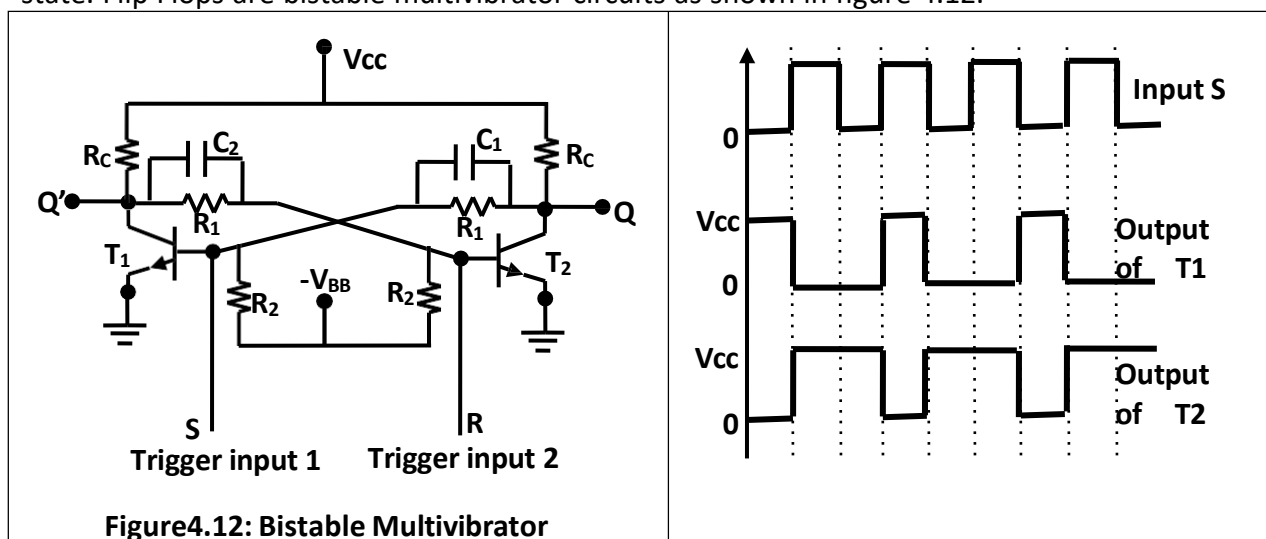 state. Flip Flops are bistable multivibrator circuits as shown in figure 4.12.
Vcc
RC
C2
C1
RC
Q'
R1
R1
Q
T1
T2
-VBB
R2
R2
S
R
Trigger input 1
Trigger input 2
Figure4.12: Bistable Multivibrator
Input S
0
Vcc
Output
of T1
0
Vcc
Output
of T2
0